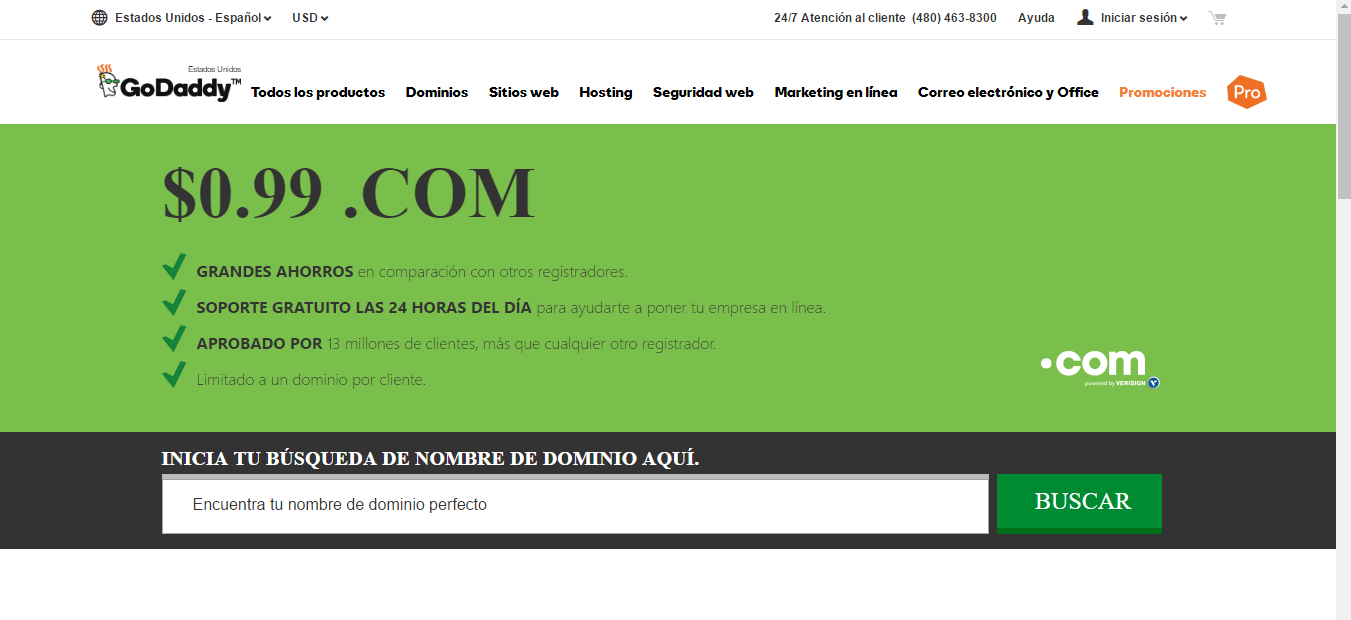 Estados Unidos - Español USD 24/7 Atención al cliente (480) 463-8300 Ayuda Iniciar sesión
Estados Unidos
GoDaddy™ Todos los productos Dominios Sitios web Hosting Seguridad web Marketing en línea Correo electrónico y Office Promociones Pro
$0.99 .COM
GRANDES AHORROS en comparación con otros registradores.
SOPORTE GRATUITO LAS 24 HORAS DEL DÍA para ayudarte a poner tu empresa en línea.
APROBADO POR 13 millones de clientes, más que cualquier otro registrador.
.com
Limitado a un dominio por cliente.
powered by VERISIGN
INICIA TU BÚSQUEDA DE NOMBRE DE DOMINIO AQUÍ.
Encuentra tu nombre de dominio perfecto BUSCAR